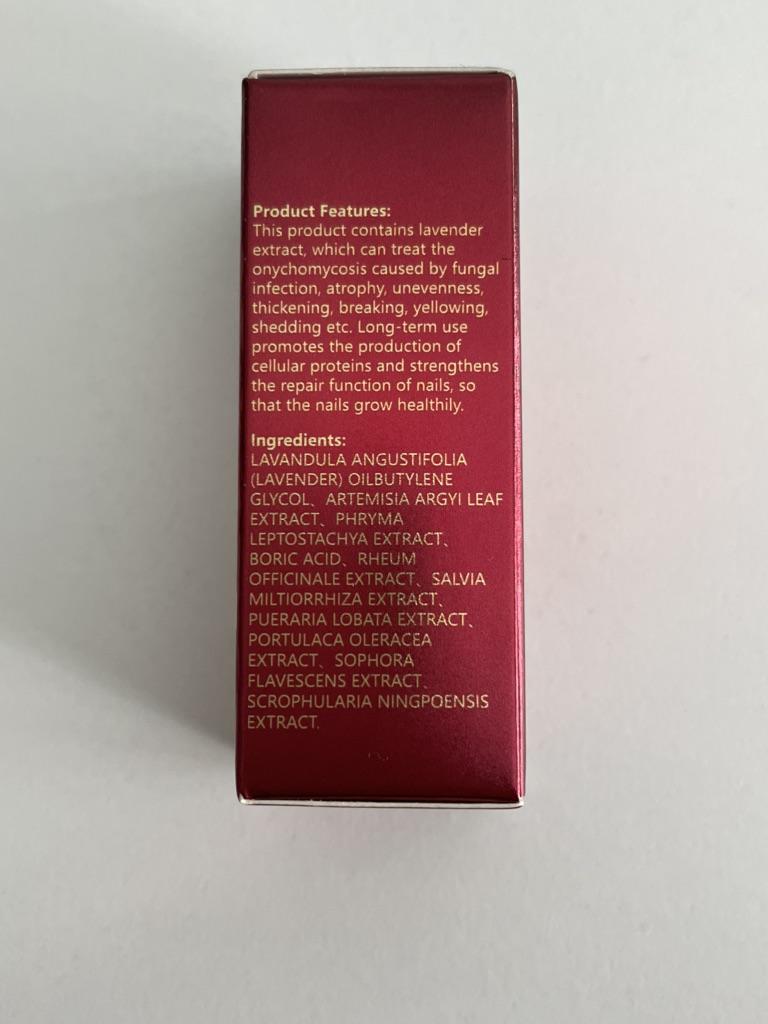 Product Features:
This product contains lavender
extract, which can treat the
onychomycosis caused by fungal
infection, atrophy, unevenness,
thickening, breaking, yellowing,
shedding etc. Long-term use
promotes the production of
cellular proteins and strengthens
the repair function of nails, so
that the nails grow healthily.
Ingredients:
LAVANDULA ANGUSTIFOLIA
(LAVENDER) OILBUTYLENE
GLYCOL、ARTEMISIA ARGYI LEAF
EXTRACT、PHRYMA
LEPTOSTACHYA EXTRACT、
BORIC ACID、RHEUM
OFFICINALE EXTRACT、SALVIA
MILTIORRHIZA EXTRACT、
PUERARIA LOBATA EXTRACT、
PORTULACA OLERACEA
EXTRACT、SOPHORA
FLAVESCENS EXTRACT、
SCROPHULARIA NINGPOENSIS
EXTRACT.